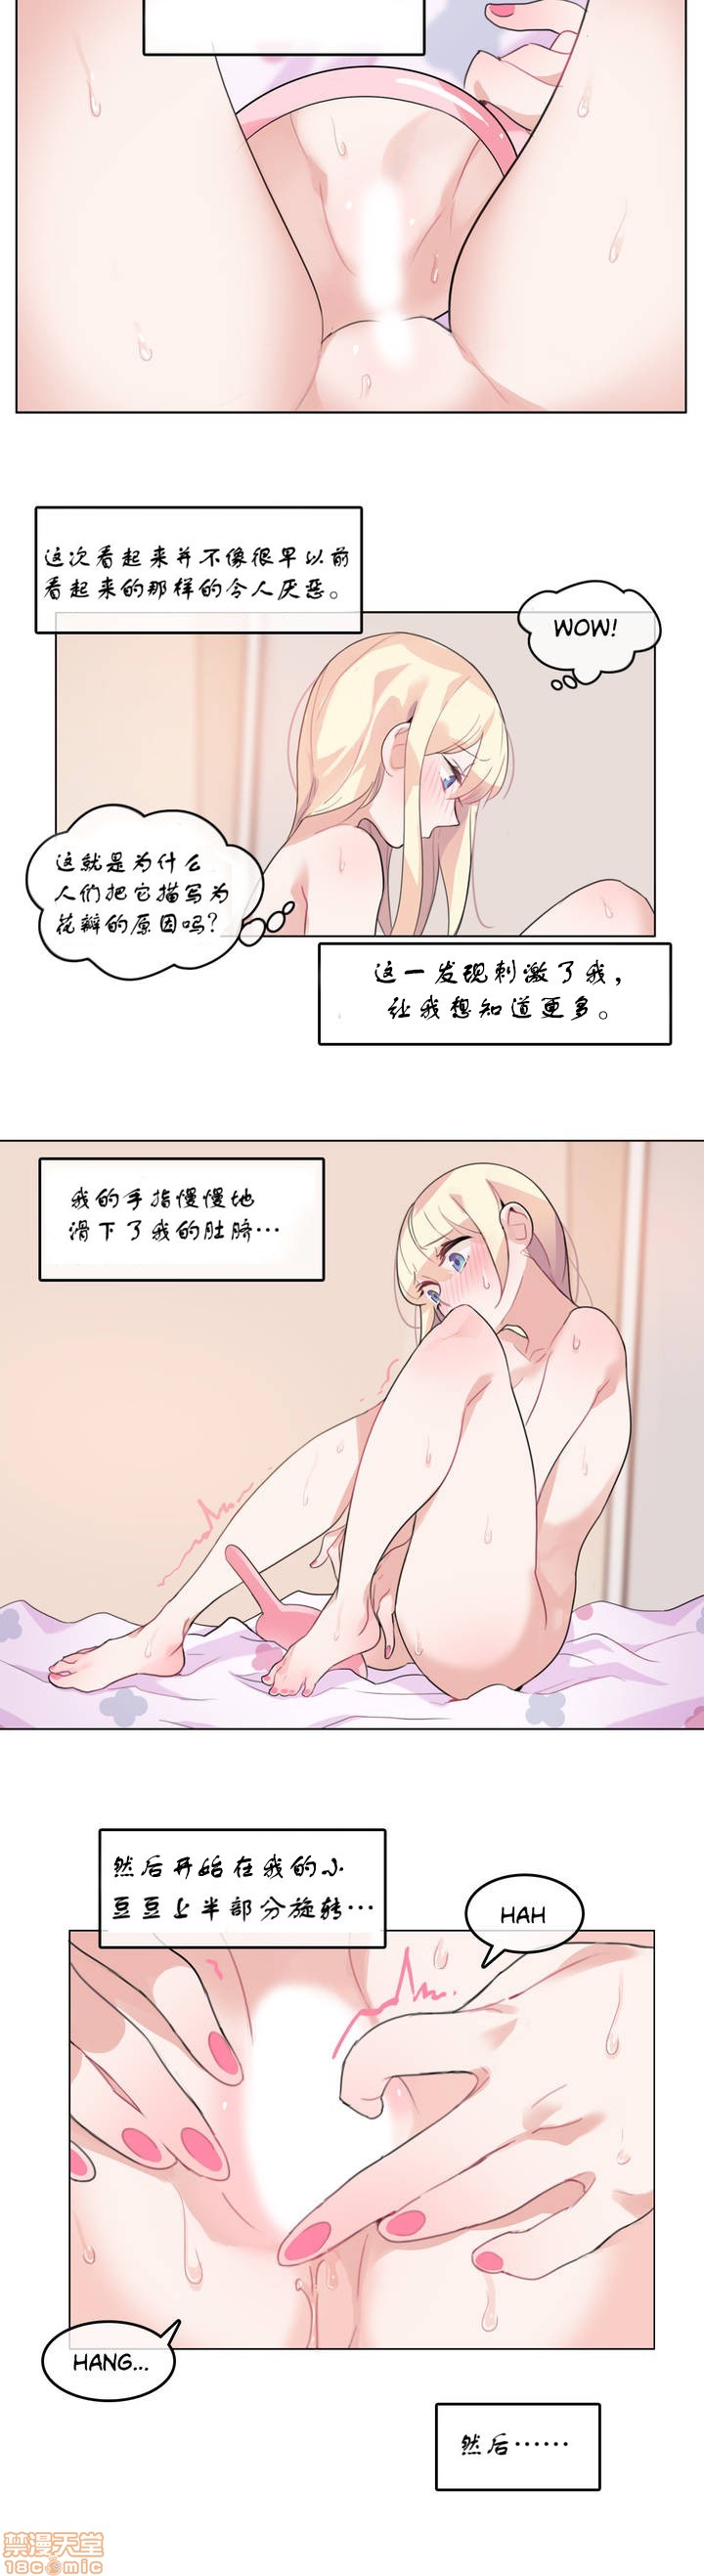 这次看起来并不像很早以前
看起来的那样的令人厌恶。
WOW!
这就是为什么
人们把它描写为
花瓣的原因吗?
这一发现刺激了我，
让我想知道更多。
我的手指慢慢地
滑下了我的肚脐…
然后开始在我的小
豆豆上半部分旋转…
HAH
HANG...
然后……
禁漫天堂
18comic